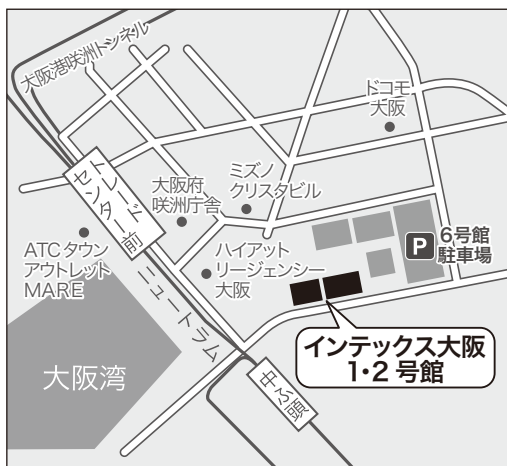 大阪港咲洲トンネル
ドコモ
大阪
トレード
センター前
大阪府
咲洲庁舎
ミズノ
クリスタビル
ATCタウン
アウトレット
MARE
ハイアット
リージェンシー
大阪
P
6号館
駐車場
ニュートラム
大阪湾
中ふ頭
インテックス大阪
1・2号館